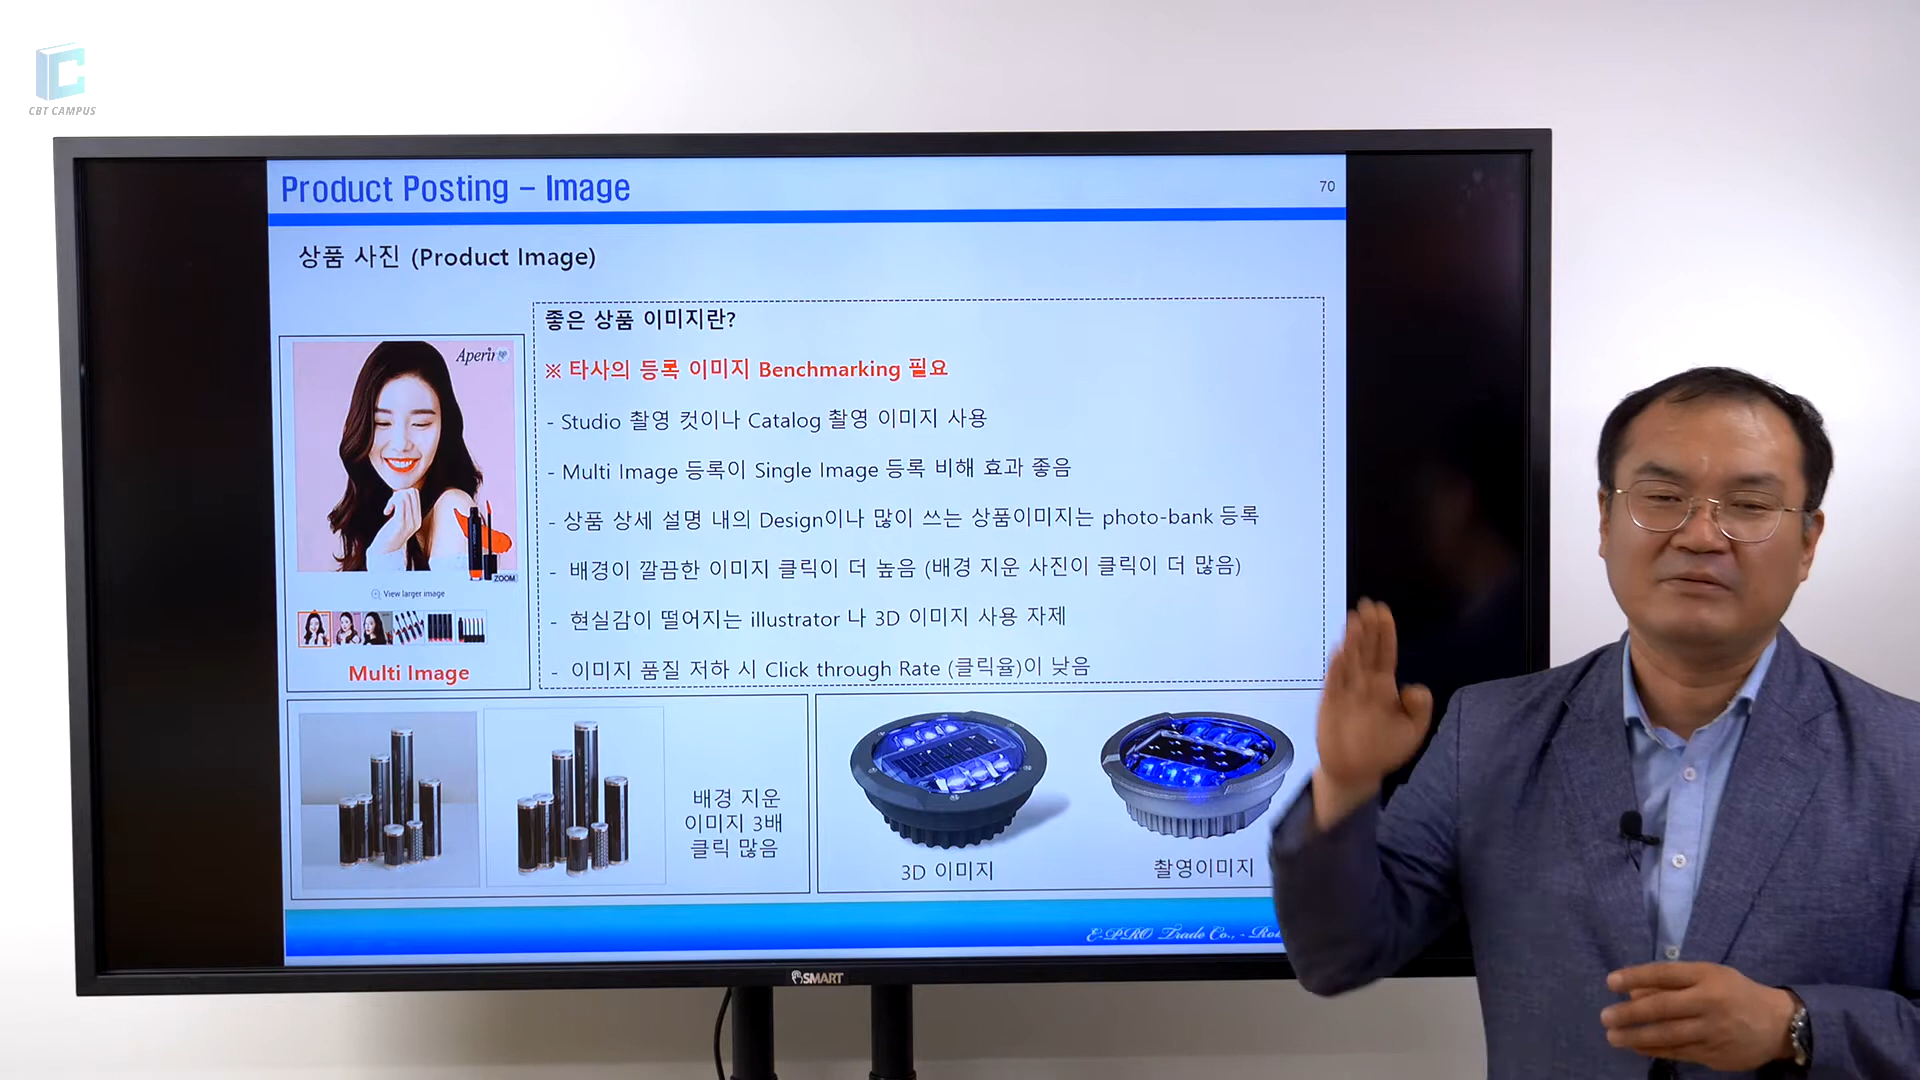 CBT CAMPUS
Product Posting – Image
70
상품 사진 (Product Image)
좋은 상품 이미지란?
※ 타사의 등록 이미지 Benchmarking 필요
- Studio 촬영 컷이나 Catalog 촬영 이미지 사용
- Multi Image 등록이 Single Image 등록 비해 효과 좋음
- 상품 상세 설명 내의 Design이나 많이 쓰는 상품이미지는 photo-bank 등록
- 배경이 깔끔한 이미지 클릭이 더 높음 (배경 지운 사진이 클릭이 더 많음)
- 현실감이 떨어지는 illustrator 나 3D 이미지 사용 자제
- 이미지 품질 저하 시 Click through Rate (클릭율)이 낮음
ZOOM
View larger image
Multi Image
배경 지운
이미지 3배
클릭 많음
3D 이미지
촬영이미지
E-PRO Trade Co., -
SMART